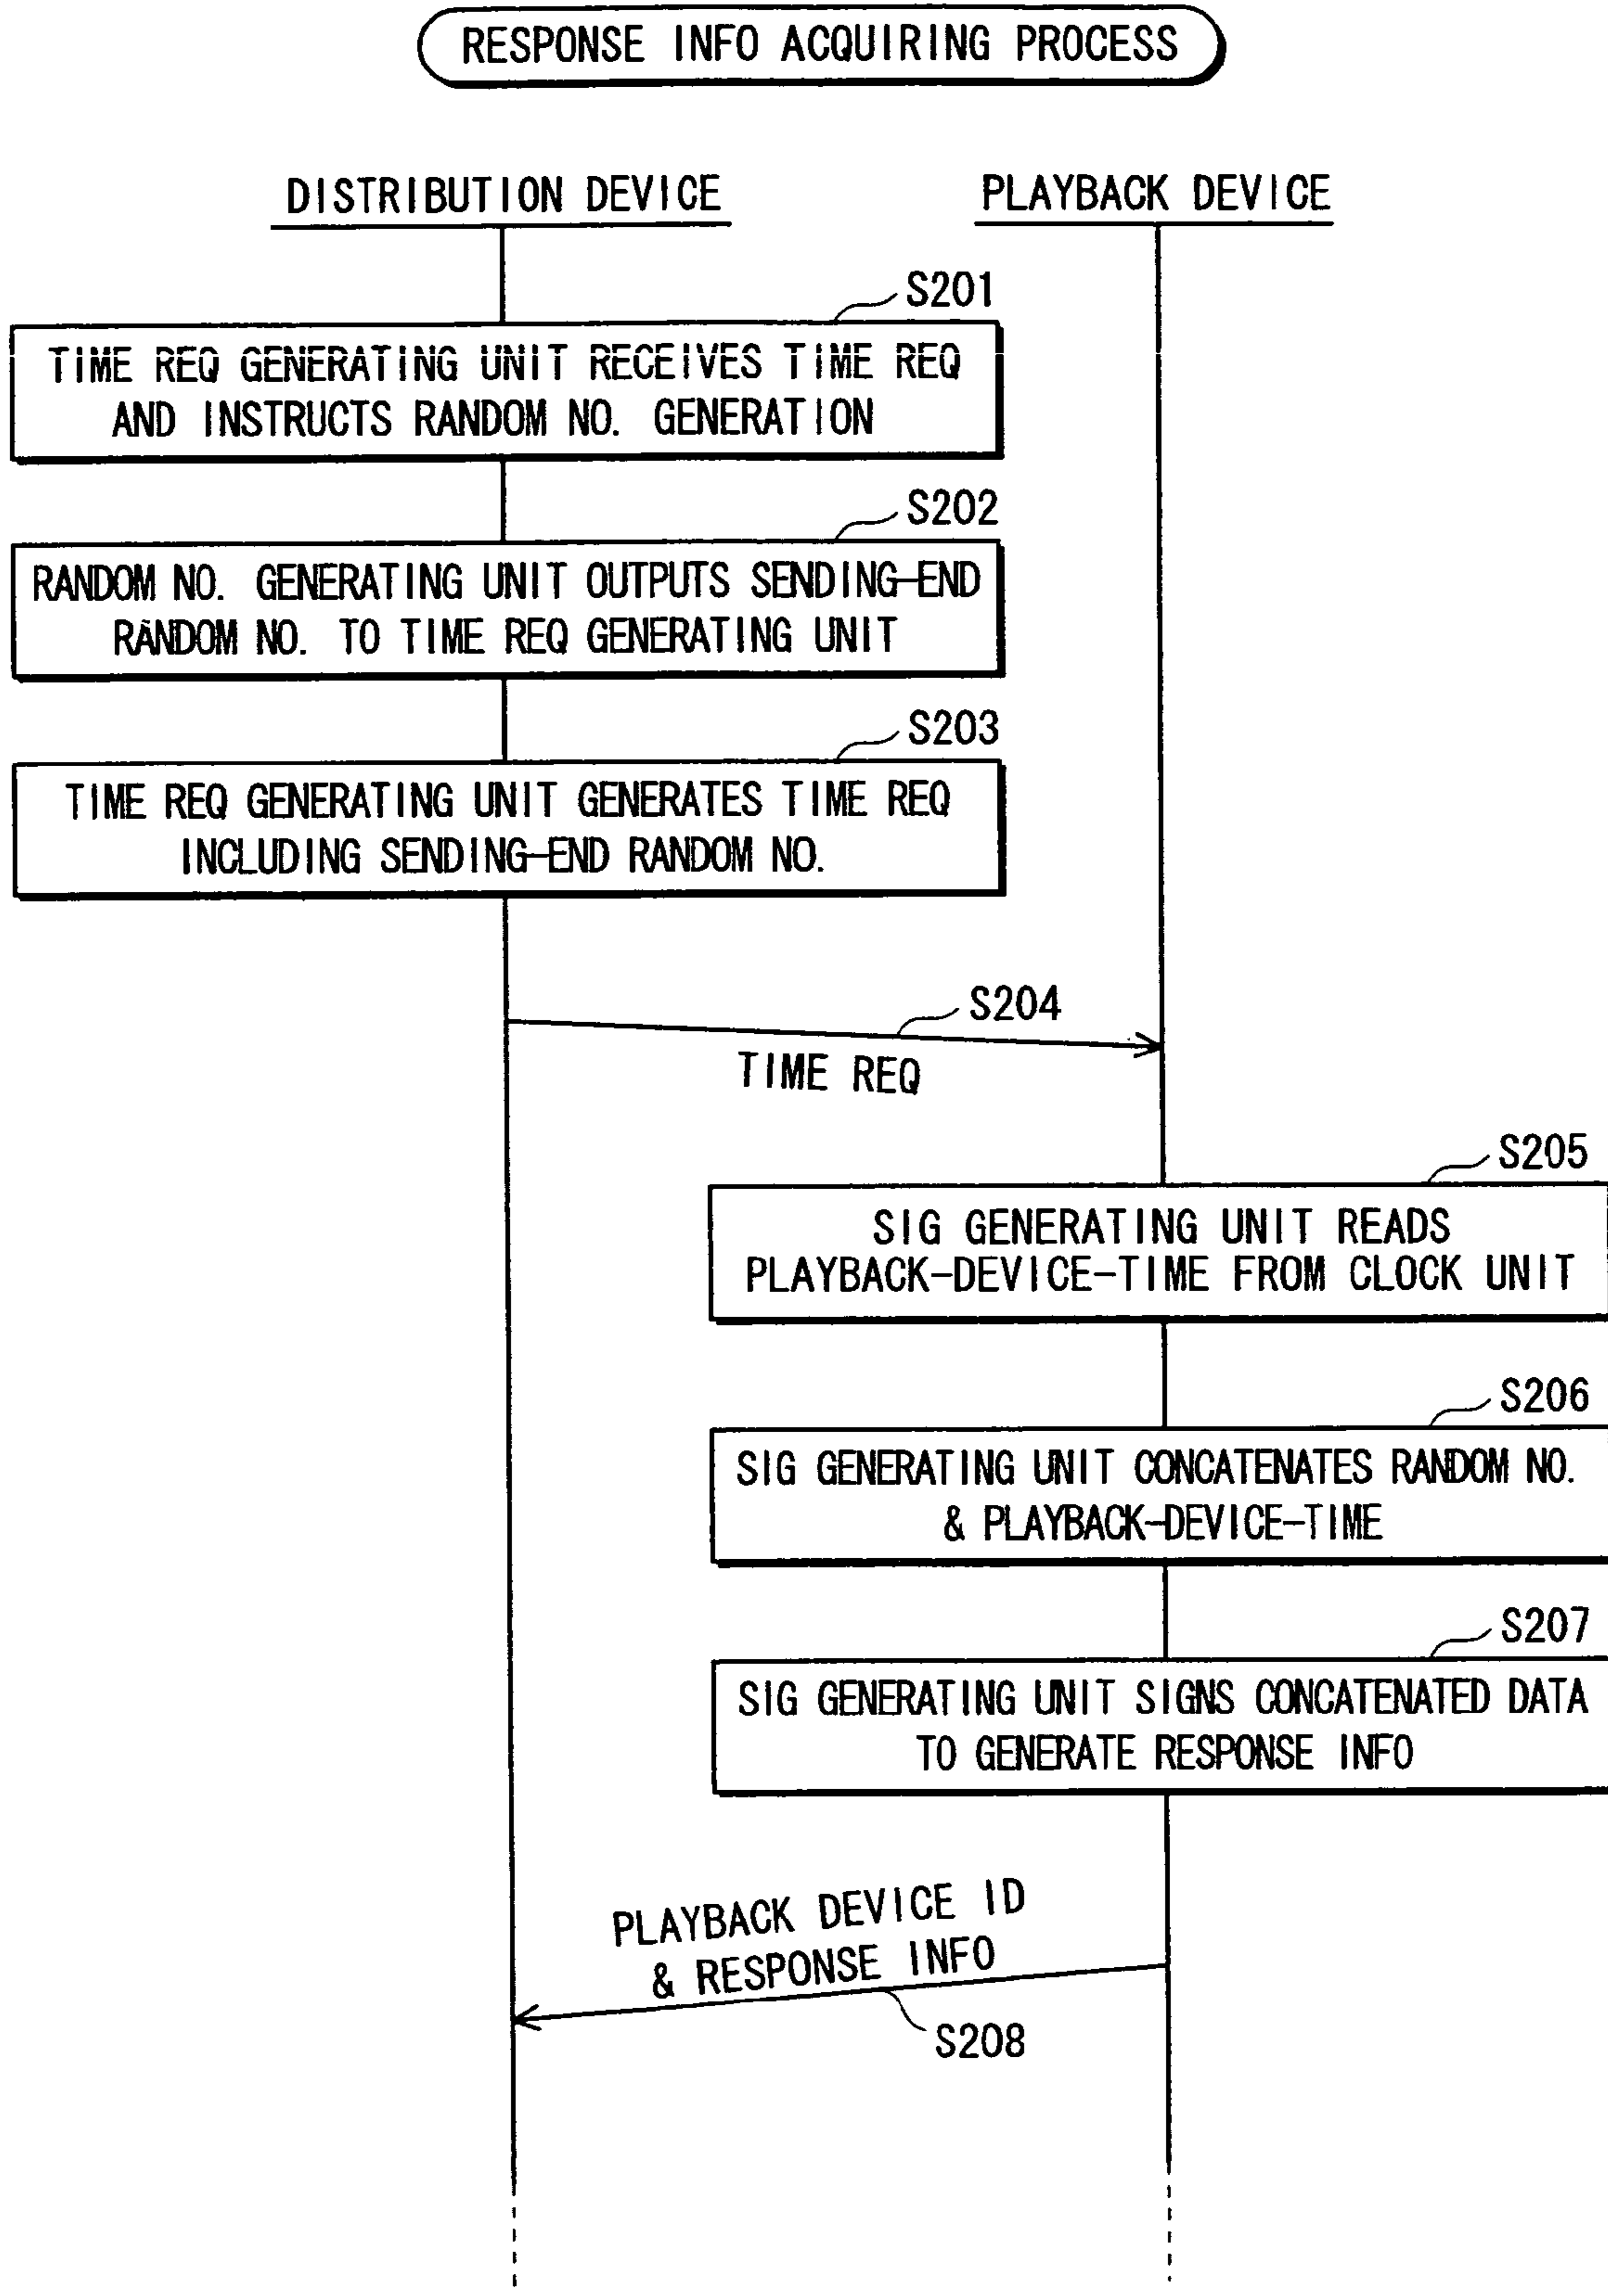 RESPONSE INFO ACQUIRING PROCESS
DISTRIBUTION DEVICE
PLAYBACK DEVICE
S201
TIME REQ GENERATING UNIT RECEIVES TIME REQ
AND INSTRUCTS RANDOM NO. GENERATION
S202
RANDOM NO. GENERATING UNIT OUTPUTS SENDING-END
RANDOM NO. TO TIME REQ GENERATING UNIT
S203
TIME REQ GENERATING UNIT GENERATES TIME REQ
INCLUDING SENDING-END RANDOM NO.
S204
TIME REQ
S205
SIG GENERATING UNIT READS
PLAYBACK-DEVICE-TIME FROM CLOCK UNIT
S206
SIG GENERATING UNIT CONCATENATES RANDOM NO.
& PLAYBACK-DEVICE-TIME
S207
SIG GENERATING UNIT SIGNS CONCATENATED DATA
TO GENERATE RESPONSE INFO
PLAYBACK DEVICE ID
& RESPONSE INFO
S208